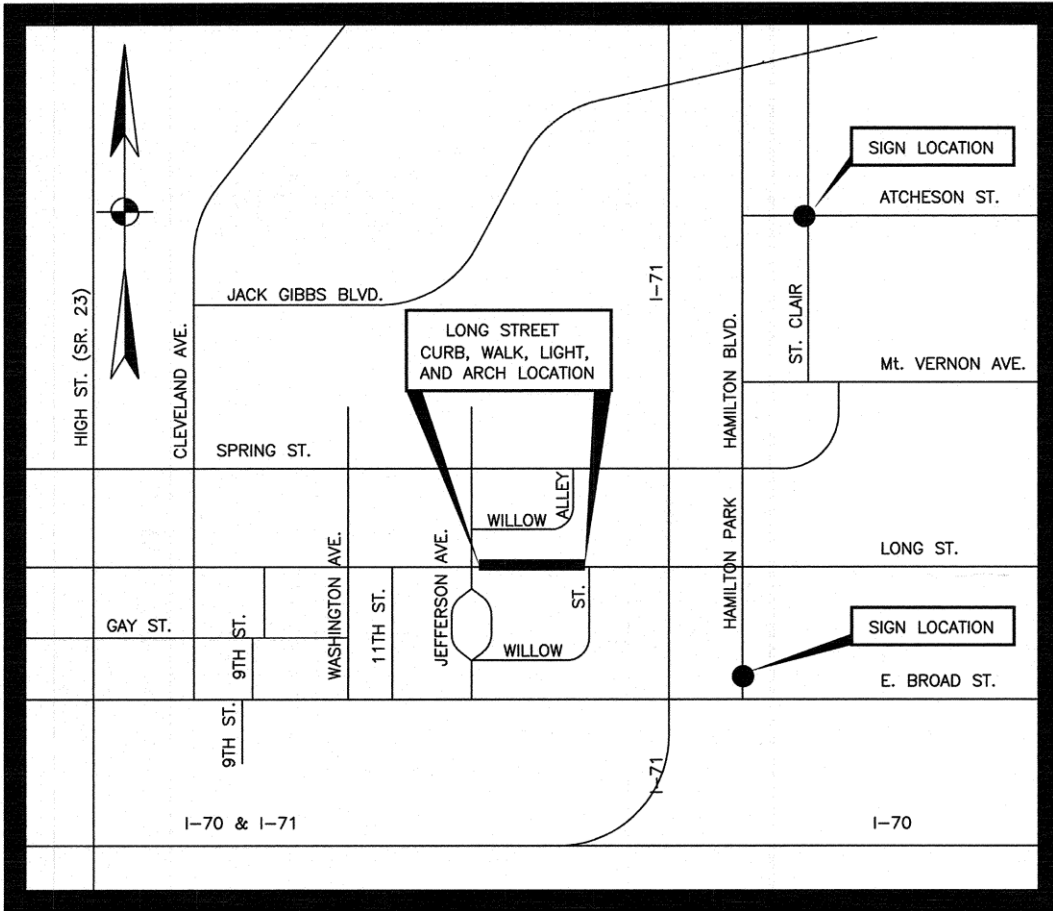 SIGN LOCATION
ATCHESON ST.
I-71
JACK GIBBS BLVD.
HIGH ST. (SR. 23)
CLEVELAND AVE.
LONG STREET
CURB, WALK, LIGHT,
AND ARCH LOCATION
HAMILTON BLVD.
ST. CLAIR
Mt. VERNON AVE.
SPRING ST.
WILLOW
ALLEY
WASHINGTON AVE.
JEFFERSON AVE.
HAMILTON PARK
LONG ST.
11TH ST.
ST.
GAY ST.
9TH ST.
WILLOW
SIGN LOCATION
E. BROAD ST.
9TH ST.
I-71
I-70 & I-71
I-70